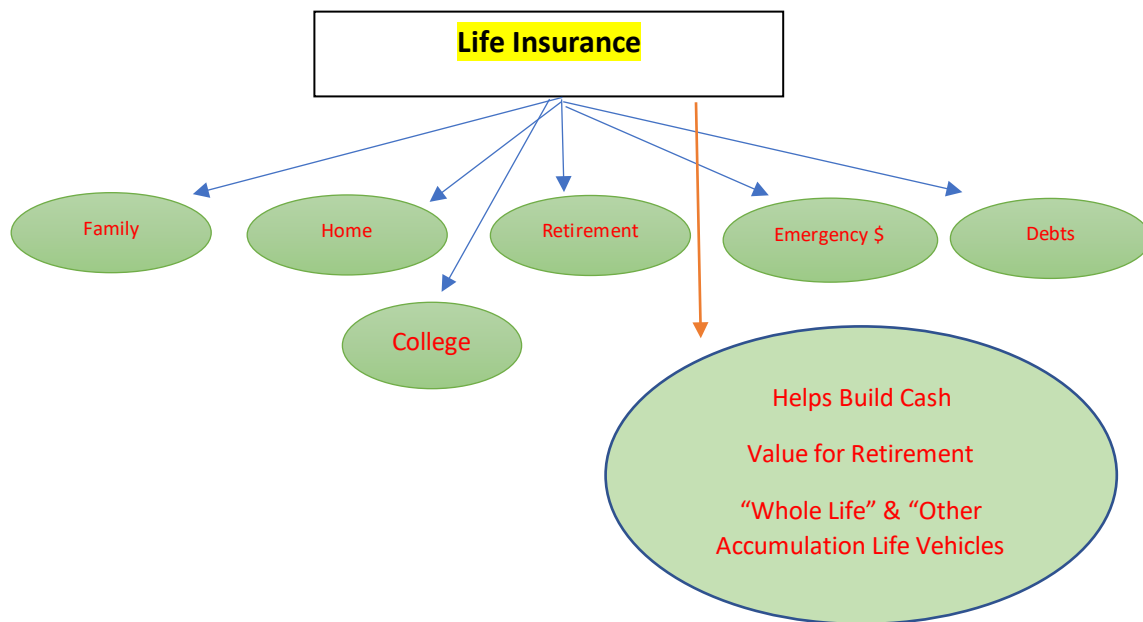 Life Insurance
Family
Home
Retirement
Emergency $
Debts
College
Helps Build Cash
Value for Retirement
“Whole Life” & “Other
Accumulation Life Vehicles